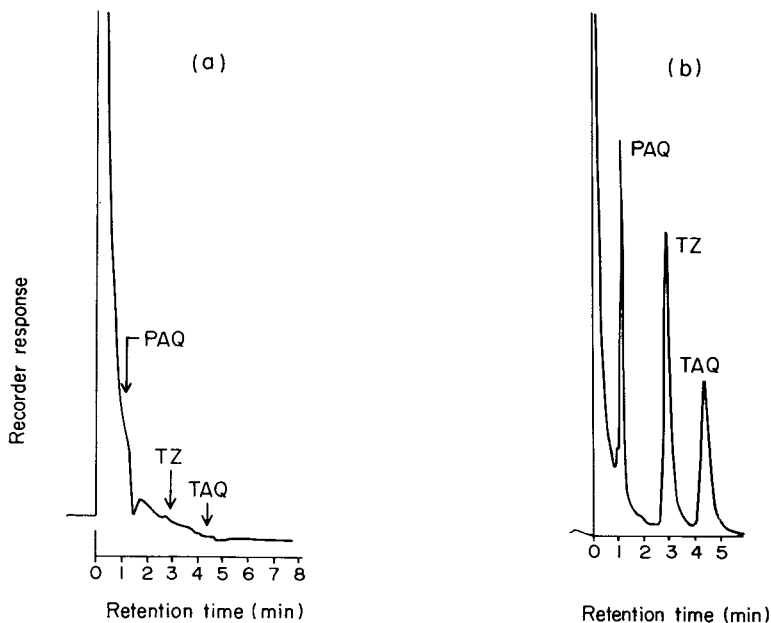 (a)
Recorder response
PAQ
TZ
TAQ
0 1 2 3 4 5 6 7 8
Retention time (min)
(b)
PAQ
TZ
TAQ
0 1 2 3 4 5
Retention time (min)